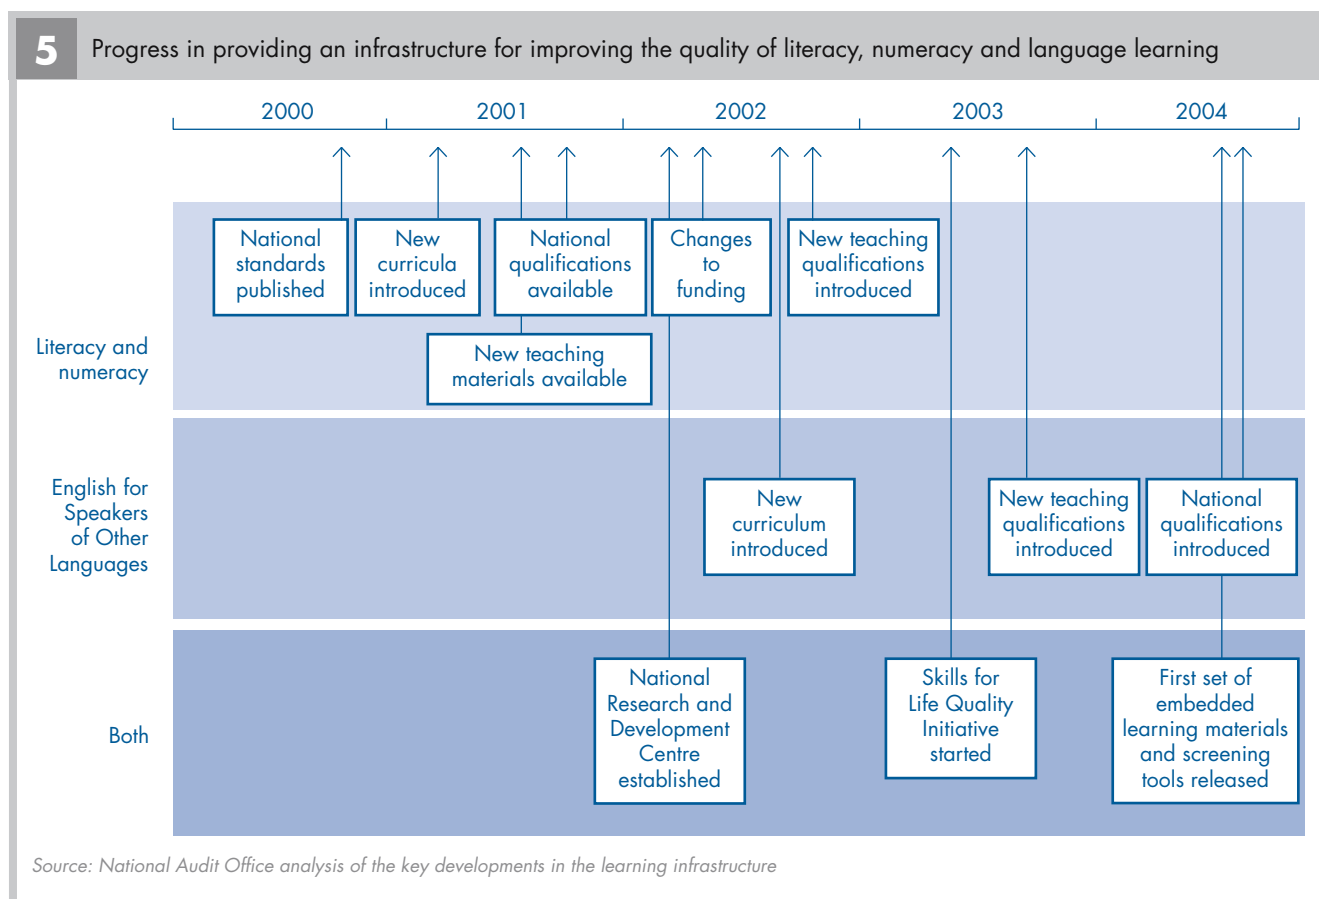 5
Progress in providing an infrastructure for improving the quality of literacy, numeracy and language learning
2000
2001
2002
2003
2004
Literacy and
numeracy
National
standards
published
New
curricula
introduced
National
qualifications
available
Changes
to
funding
New teaching
qualifications
introduced
New teaching
materials available
English for
Speakers
of Other
Languages
New
curriculum
introduced
New teaching
qualifications
introduced
National
qualifications
introduced
Both
National
Research and
Development
Centre
established
Skills for
Life Quality
Initiative
started
First set of
embedded
learning materials
and screening
tools released
Source: National Audit Office analysis of the key developments in the learning infrastructure